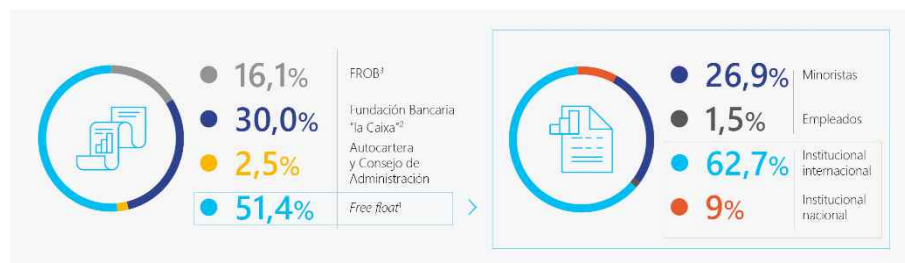 16,1%
FROB³
30,0%
Fundación Bancaria
"la Caixa"²
2,5%
Autocartera
y Consejo de
Administración
51,4%
Free float¹
26,9%
Minoristas
1,5%
Empleados
62,7%
Institucional
internacional
9%
Institucional
nacional